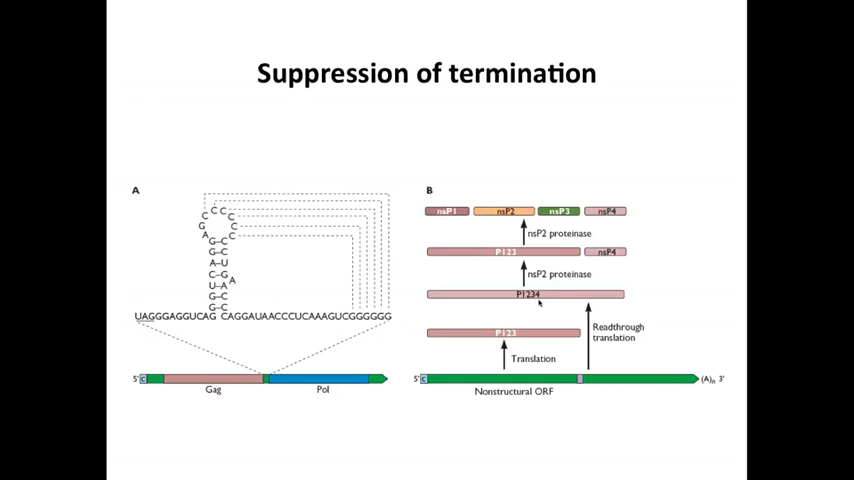 Suppression of termination
A
C C C
C C
G C
A C
G–C
G–C
A U
C–G
A
U–A
G–C
G–C
UAGGGAGGUCAG CAGGAUAACCCUCAAAGUCGGGGGG
5' C
Gag
Pol
B
nsP1 nsP2 nsP3 nsP4
nsP2 proteinase
P123 nsP4
nsP2 proteinase
P1234
P123
Readthrough
translation
Translation
5' C (A)n 3'
Nonstructural ORF